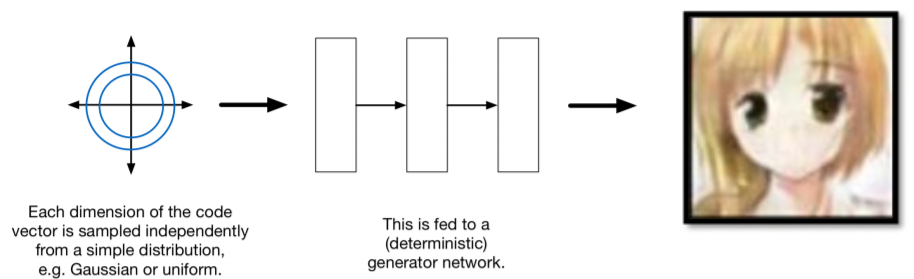 Each dimension of the code
vector is sampled independently
from a simple distribution,
e.g. Gaussian or uniform.
This is fed to a
(deterministic)
generator network.